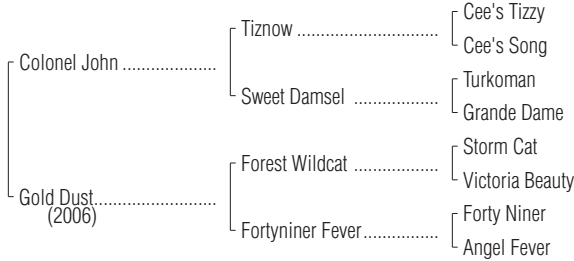 Cee's Tizzy
Tiznow ....................................
Cee's Song
Colonel John ........................
Turkoman
Sweet Damsel .....................
Grande Dame
Storm Cat
Forest Wildcat .....................
Victoria Beauty
Gold Dust...............................
(2006)
Forty Niner
Fortyniner Fever...................
Angel Fever